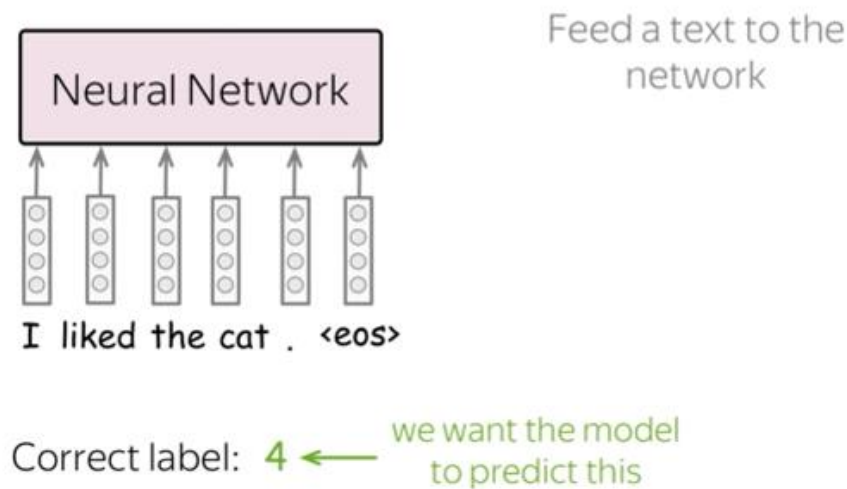 Feed a text to the
network
Neural Network
I liked the cat . <eos>
we want the model
Correct label: 4
to predict this